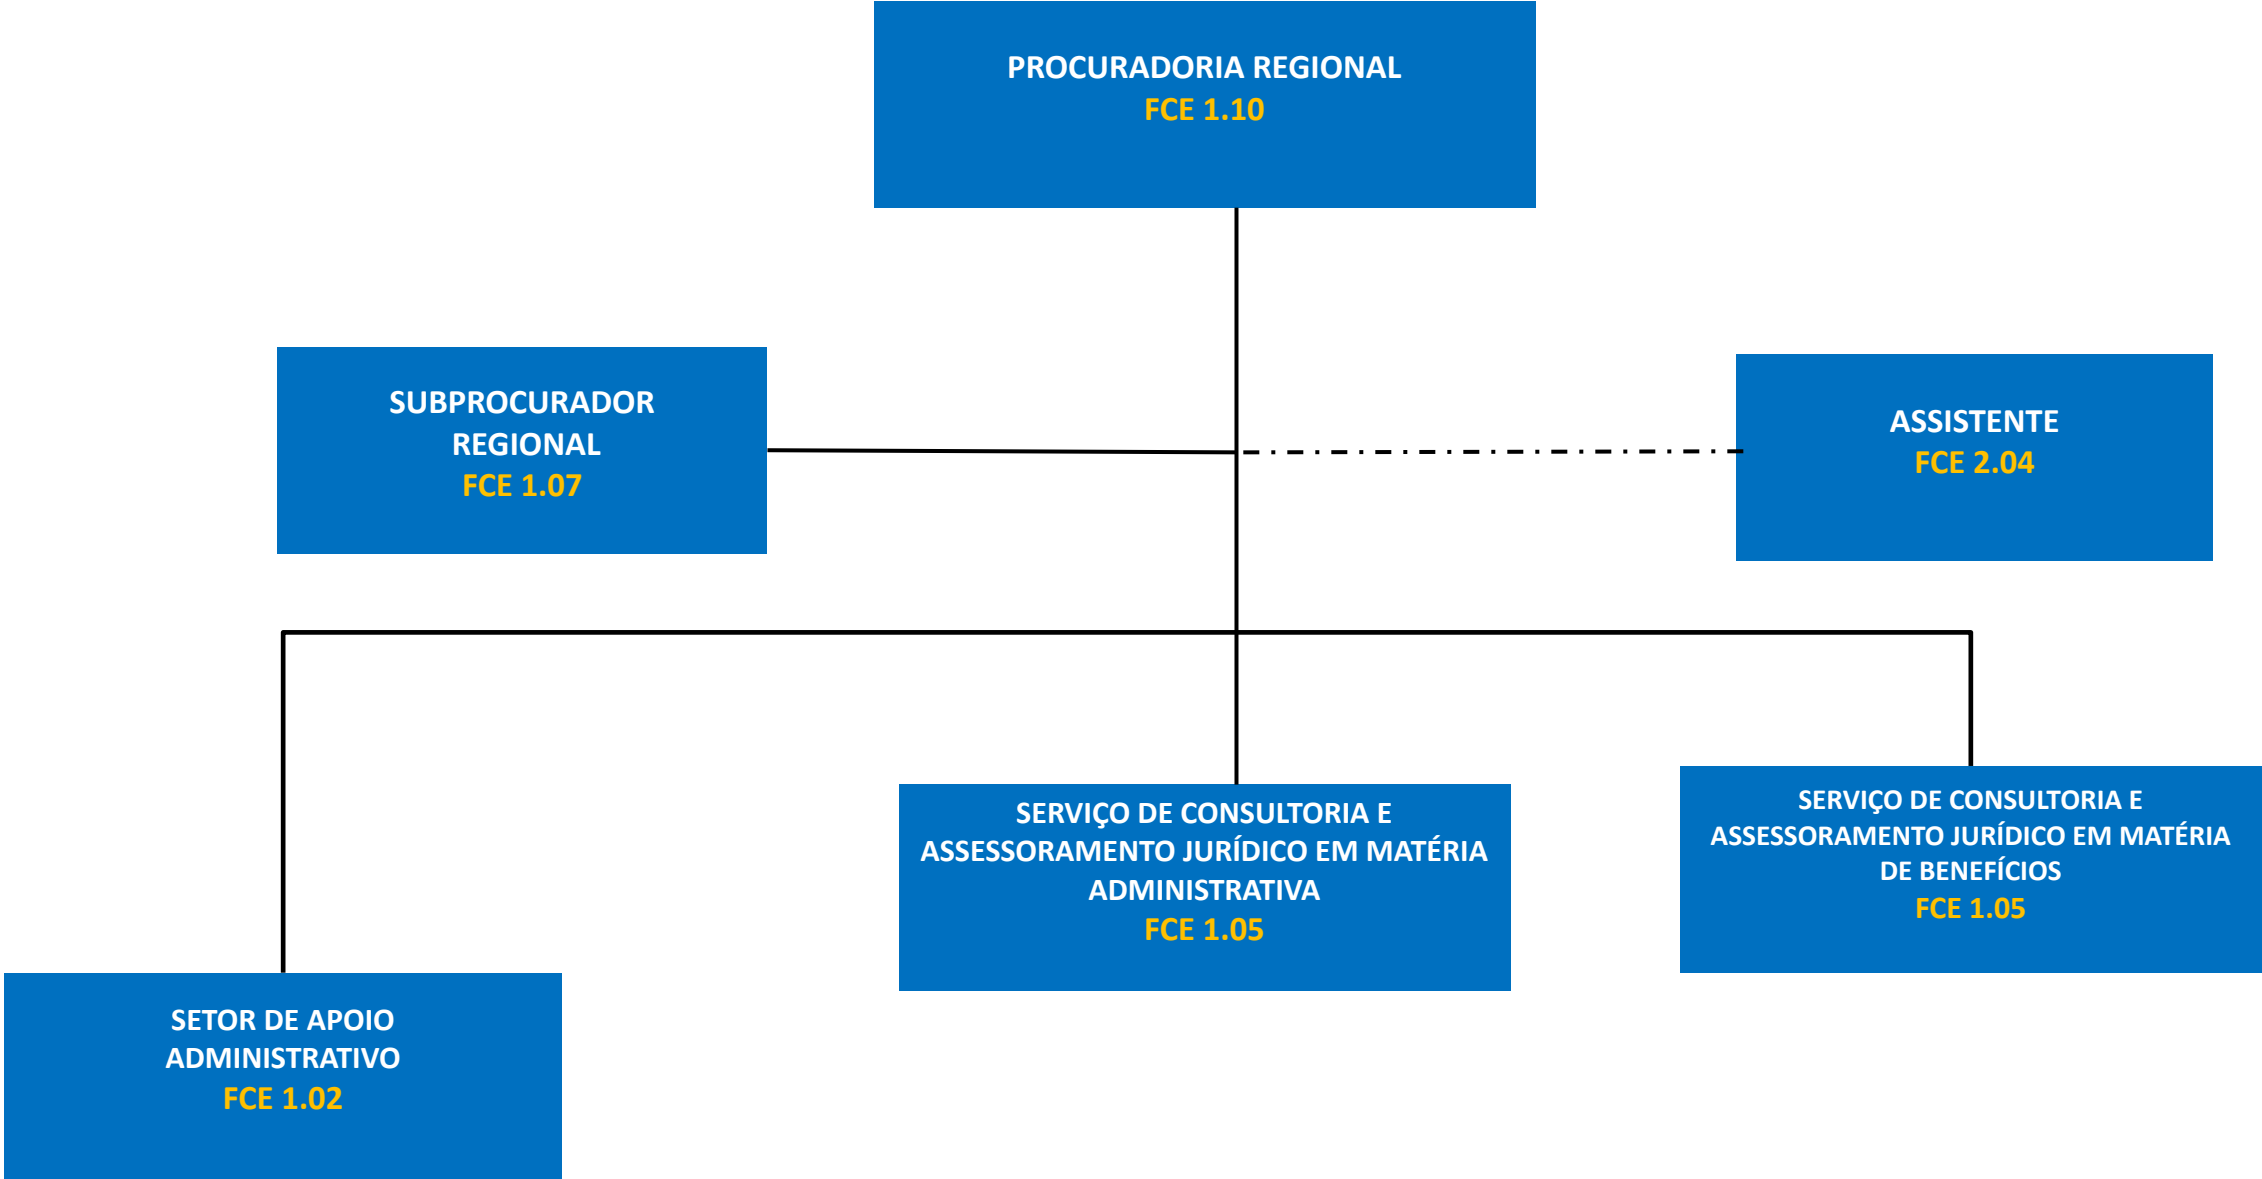 PROCURADORIA REGIONAL
FCE 1.10
SUBPROCURADOR
REGIONAL
FCE 1.07
ASSISTENTE
FCE 2.04
SERVIÇO DE CONSULTORIA E
ASSESSORAMENTO JURÍDICO EM MATÉRIA
ADMINISTRATIVA
FCE 1.05
SERVIÇO DE CONSULTORIA E
ASSESSORAMENTO JURÍDICO EM MATÉRIA
DE BENEFÍCIOS
FCE 1.05
SETOR DE APOIO
ADMINISTRATIVO
FCE 1.02